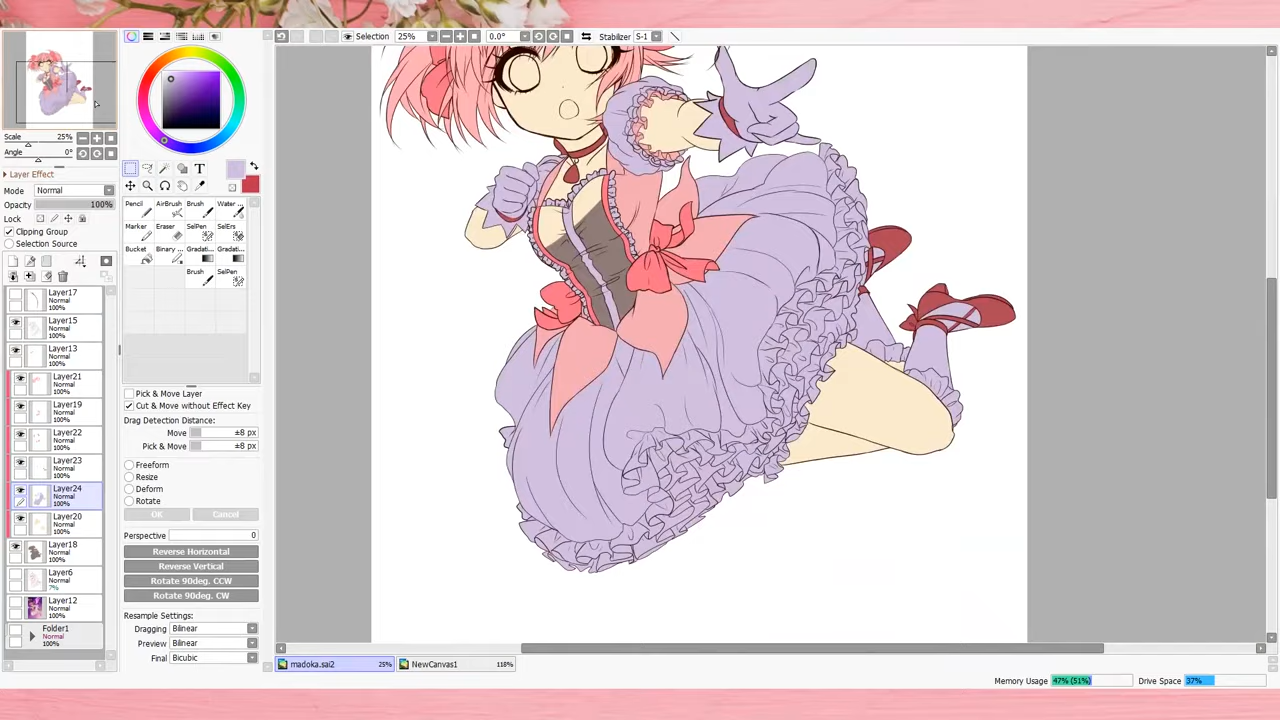 Selection 25% 0.0° Stabilizer S-1
Scale 25%
Angle 0°
Layer Effect
Mode Normal
Opacity 100%
Lock
Clipping Group
Selection Source
T
Pencil AirBrush Brush Water ...
Marker Eraser SelPen SelErs
Bucket Binary ... Gradati... Gradati...
Brush SelPen
Layer17
Normal
100%
Layer15
Normal
100%
Layer13
Normal
100%
Layer21
Normal
100%
Layer19
Normal
100%
Layer22
Normal
100%
Layer23
Normal
100%
Layer24
Normal
100%
Layer20
Normal
100%
Layer18
Normal
100%
Layer6
Normal
7%
Layer12
Normal
100%
Folder1
Normal
100%
Pick & Move Layer
Cut & Move without Effect Key
Drag Detection Distance:
Move ±8 px
Pick & Move ±8 px
Freeform
Resize
Deform
Rotate
OK Cancel
Perspective 0
Reverse Horizontal
Reverse Vertical
Rotate 90deg. CCW
Rotate 90deg. CW
Resample Settings:
Dragging Bilinear
Preview Bilinear
Final Bicubic
madoka.sai2 25% NewCanvas1 118%
Memory Usage 47% (51%) Drive Space 37%